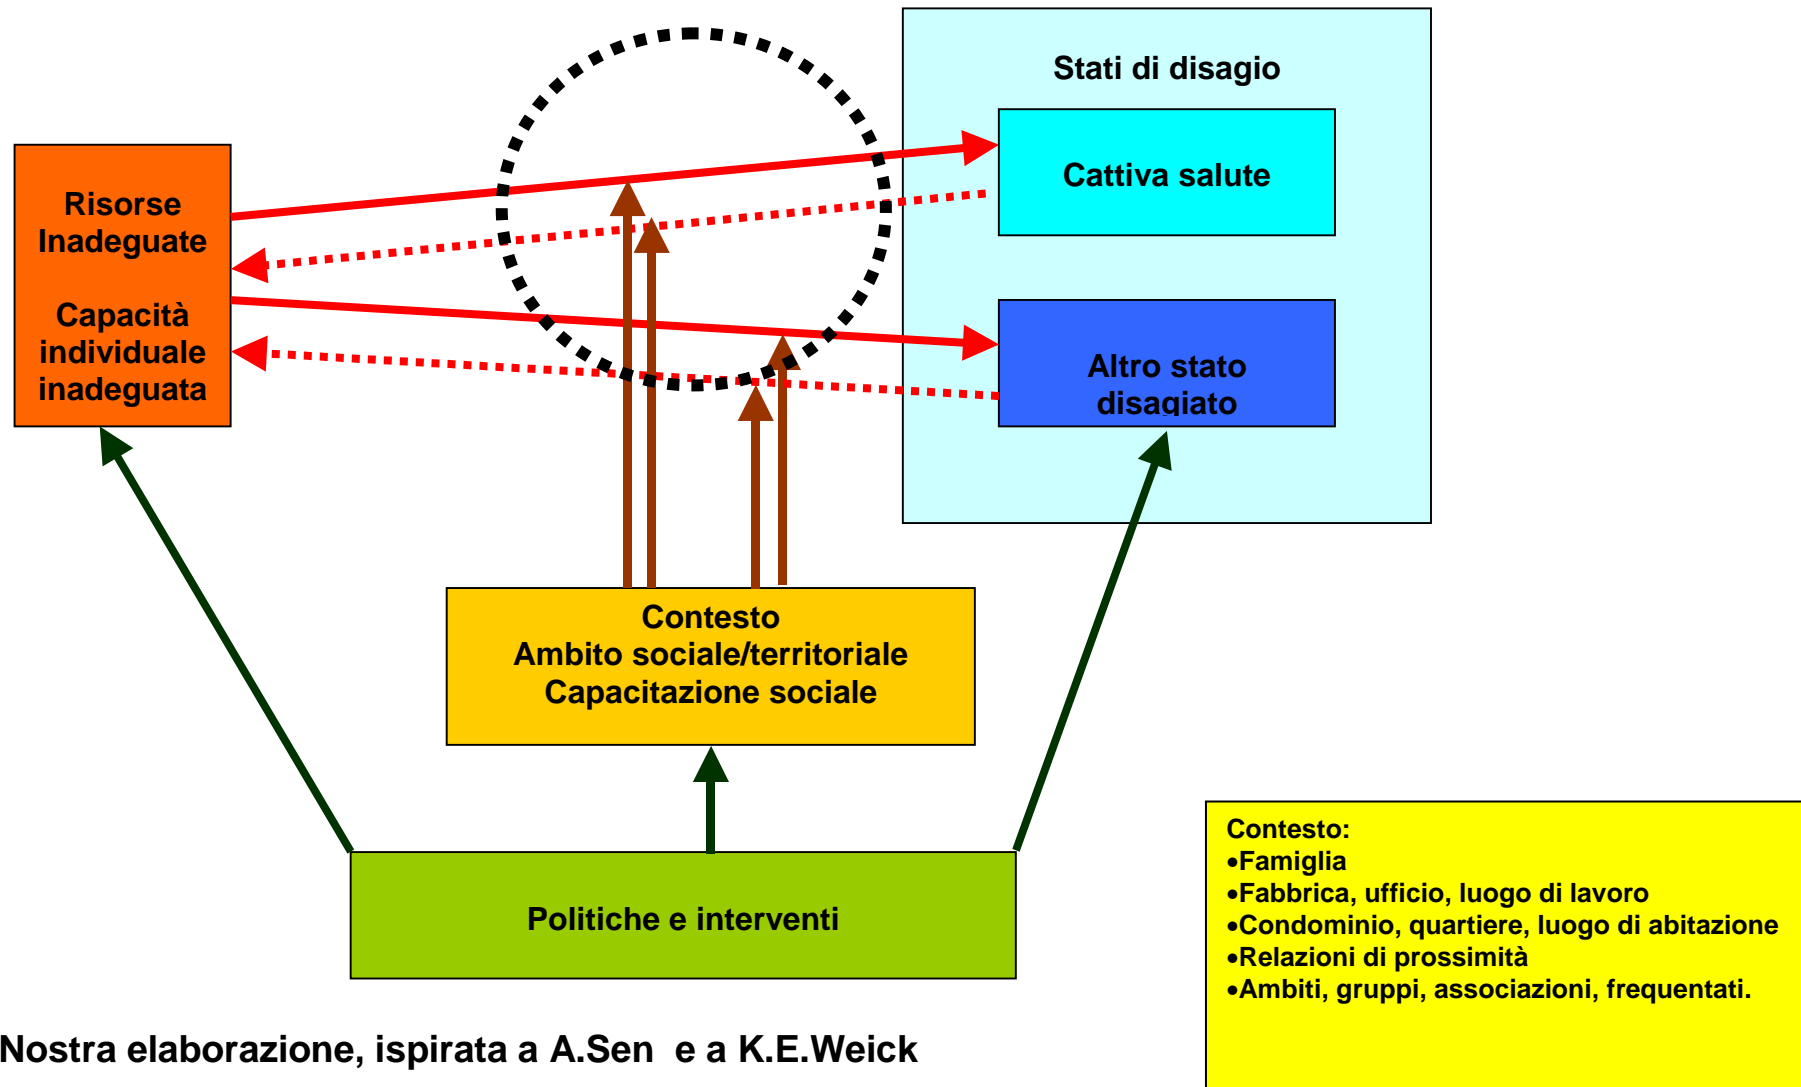 Stati di disagio
Cattiva salute
Risorse
Inadeguate
Capacità
individuale
inadeguata
Altro stato
disagiato
Contesto
Ambito sociale/territoriale
Capacitazione sociale
Politiche e interventi
Contesto:
•Famiglia
•Fabbrica, ufficio, luogo di lavoro
•Condominio, quartiere, luogo di abitazione
•Relazioni di prossimità
•Ambiti, gruppi, associazioni, frequentati.
Nostra elaborazione, ispirata a A.Sen  e a K.E.Weick